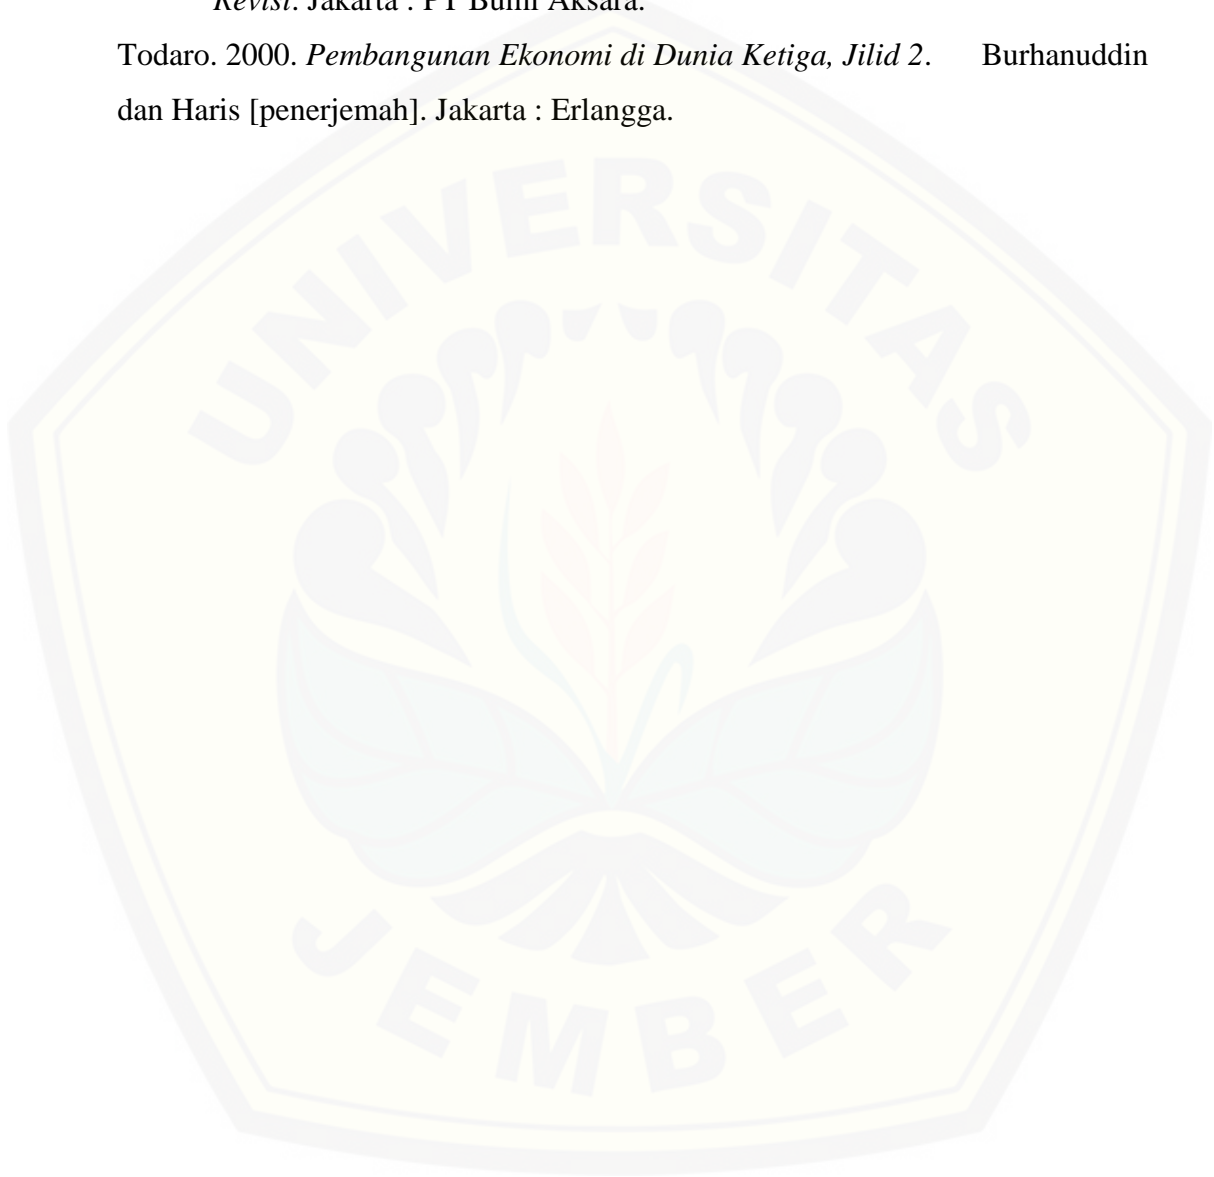 Revisi. Jakarta : PT Bumi Aksara.
Todaro. 2000. Pembangunan Ekonomi di Dunia Ketiga, Jilid 2. Burhanuddin
dan Haris [penerjemah]. Jakarta : Erlangga.
UNIVERSITAS
JEMBER